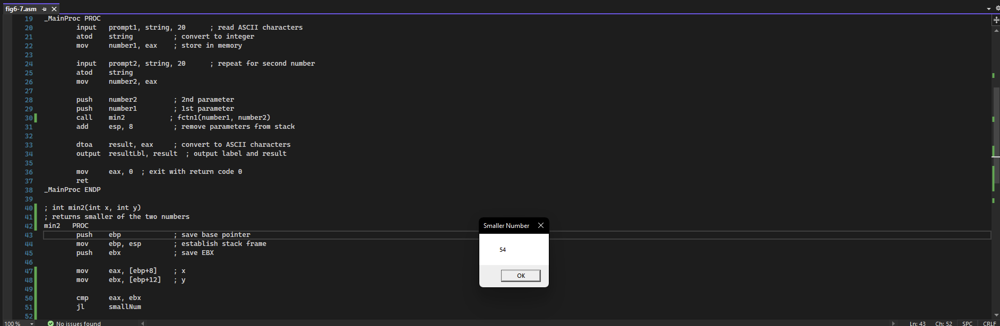 fig6-7.asm
19 _MainProc PROC
20 input prompt1, string, 20 ; read ASCII characters
21 atod string ; convert to integer
22 mov number1, eax ; store in memory
23
24 input prompt2, string, 20 ; repeat for second number
25 atod string
26 mov number2, eax
27
28 push number2 ; 2nd parameter
29 push number1 ; 1st parameter
30 call min2 ; fctn1(number1, number2)
31 add esp, 8 ; remove parameters from stack
32
33 dtoa result, eax ; convert to ASCII characters
34 output resultLbl, result ; output label and result
35
36 mov eax, 0 ; exit with return code 0
37 ret
38 _MainProc ENDP
39
40 ; int min2(int x, int y)
41 ; returns smaller of the two numbers
42 min2 PROC
43 push ebp ; save base pointer
44 mov ebp, esp ; establish stack frame
45 push ebx ; save EBX
46
47 mov eax, [ebp+8] ; x
48 mov ebx, [ebp+12] ; y
49
50 cmp eax, ebx
51 jl smallNum
52
Smaller Number
54
OK
100 % No issues found Ln: 43 Ch: 52 SPC CRLF